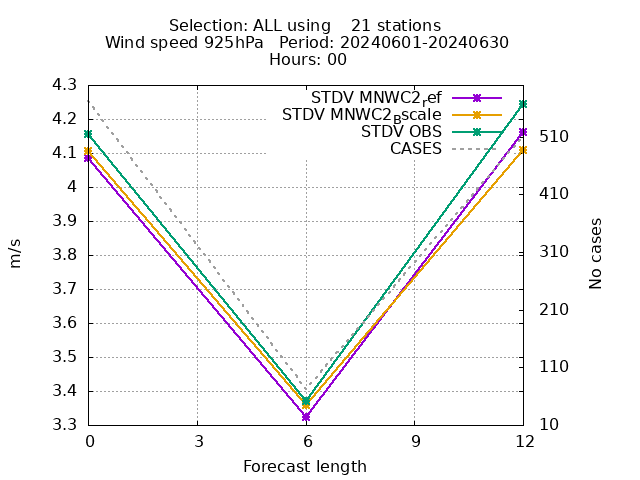 Selection: ALL using    21 stations
Wind speed 925hPa   Period: 20240601-20240630
Hours: 00
STDV MNWC2ref
STDV MNWC2Bscale
STDV OBS
CASES
4.3
4.2
4.1
4
3.9
3.8
3.7
3.6
3.5
3.4
3.3
510
410
310
210
110
10
m/s
No cases
0
3
6
9
12
Forecast length